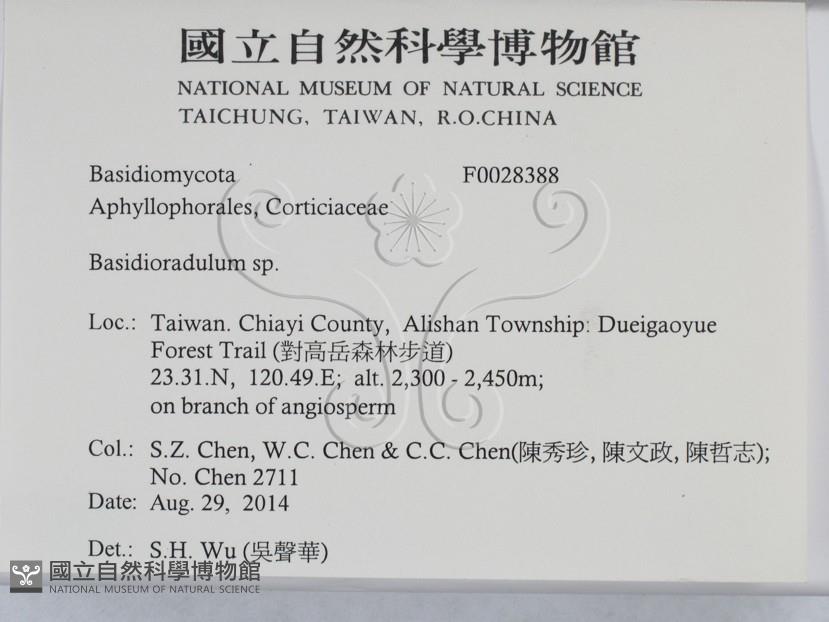 國立自然科學博物館
NATIONAL MUSEUM OF NATURAL SCIENCE
TAICHUNG, TAIWAN, R.O.CHINA
Basidiomycota F0028388
Aphyllophorales, Corticiaceae
Basidioradulum sp.
Loc.: Taiwan. Chiayi County, Alishan Township: Dueigaoyue
Forest Trail (對高岳森林步道)
23.31.N, 120.49.E; alt. 2,300 - 2,450m;
on branch of angiosperm
Col.: S.Z. Chen, W.C. Chen & C.C. Chen(陳秀珍, 陳文政, 陳哲志);
No. Chen 2711
Date: Aug. 29, 2014
Det.: S.H. Wu (吳聲華)
國立自然科學博物館
NATIONAL MUSEUM OF NATURAL SCIENCE